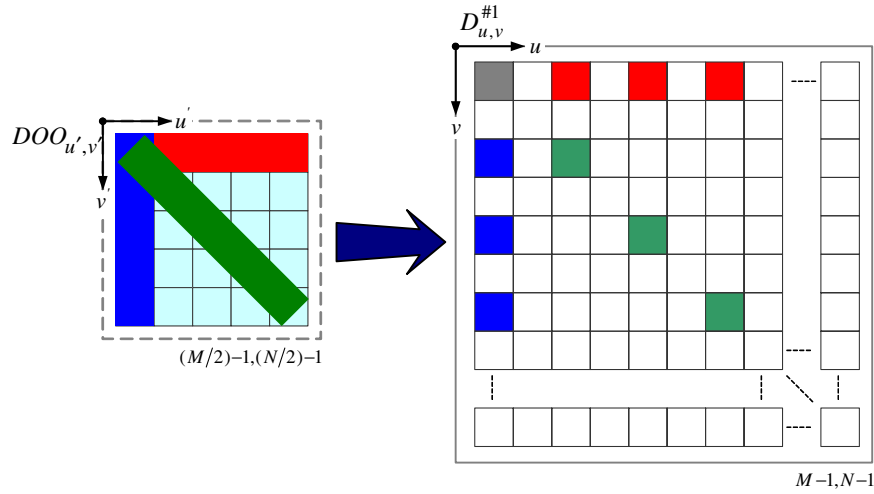 D^{#1}_{u,v}
u
u'
DOO_{u',v'}
v
v'
(M/2)−1,(N/2)−1
M−1,N−1